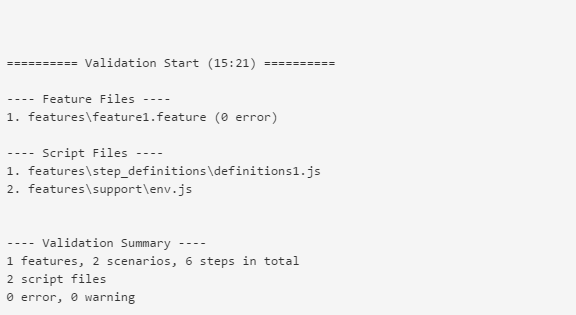 ========== Validation Start (15:21) ==========
---- Feature Files ----
1. features\feature1.feature (0 error)
---- Script Files ----
1. features\step_definitions\definitions1.js
2. features\support\env.js
---- Validation Summary ----
1 features, 2 scenarios, 6 steps in total
2 script files
0 error, 0 warning